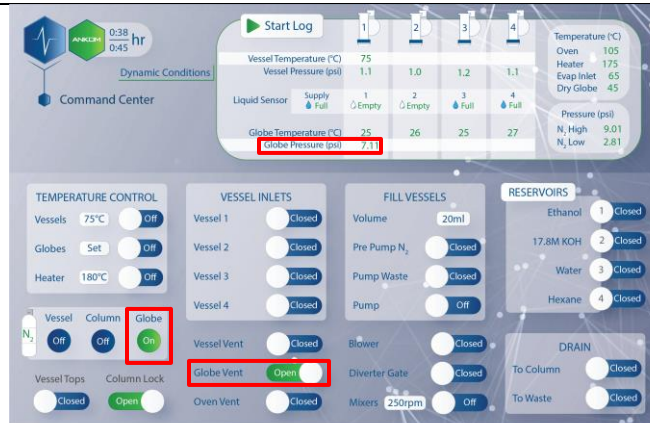 ANKOM
0:38
0:45 hr
Dynamic Conditions
Command Center
Start Log 1 2 3 4
Vessel Temperature (°C) 75
Vessel Pressure (psi) 1.1 1.0 1.2 1.1
Liquid Sensor Supply Full 1 Empty 2 Empty 3 Full 4 Full
Globe Temperature (°C) 25 26 25 27
Globe Pressure (psi) 7.11
Temperature (°C)
Oven 105
Heater 175
Evap Inlet 65
Dry Globe 45
Pressure (psi)
N2 High 9.01
N2 Low 2.81
TEMPERATURE CONTROL
Vessels 75°C Off
Globes Set Off
Heater 180°C Off
N2
Vessel Column Globe
Off Off On
Vessel Tops Column Lock
Closed Open
VESSEL INLETS
Vessel 1 Closed
Vessel 2 Closed
Vessel 3 Closed
Vessel 4 Closed
Vessel Vent Closed
Globe Vent Open
Oven Vent Closed
FILL VESSELS
Volume 20ml
Pre Pump N2 Closed
Pump Waste Closed
Pump Off
Blower Closed
Diverter Gate Closed
Mixers 250rpm Off
RESERVOIRS
Ethanol 1 Closed
17.8M KOH 2 Closed
Water 3 Closed
Hexane 4 Closed
DRAIN
To Column Closed
To Waste Closed